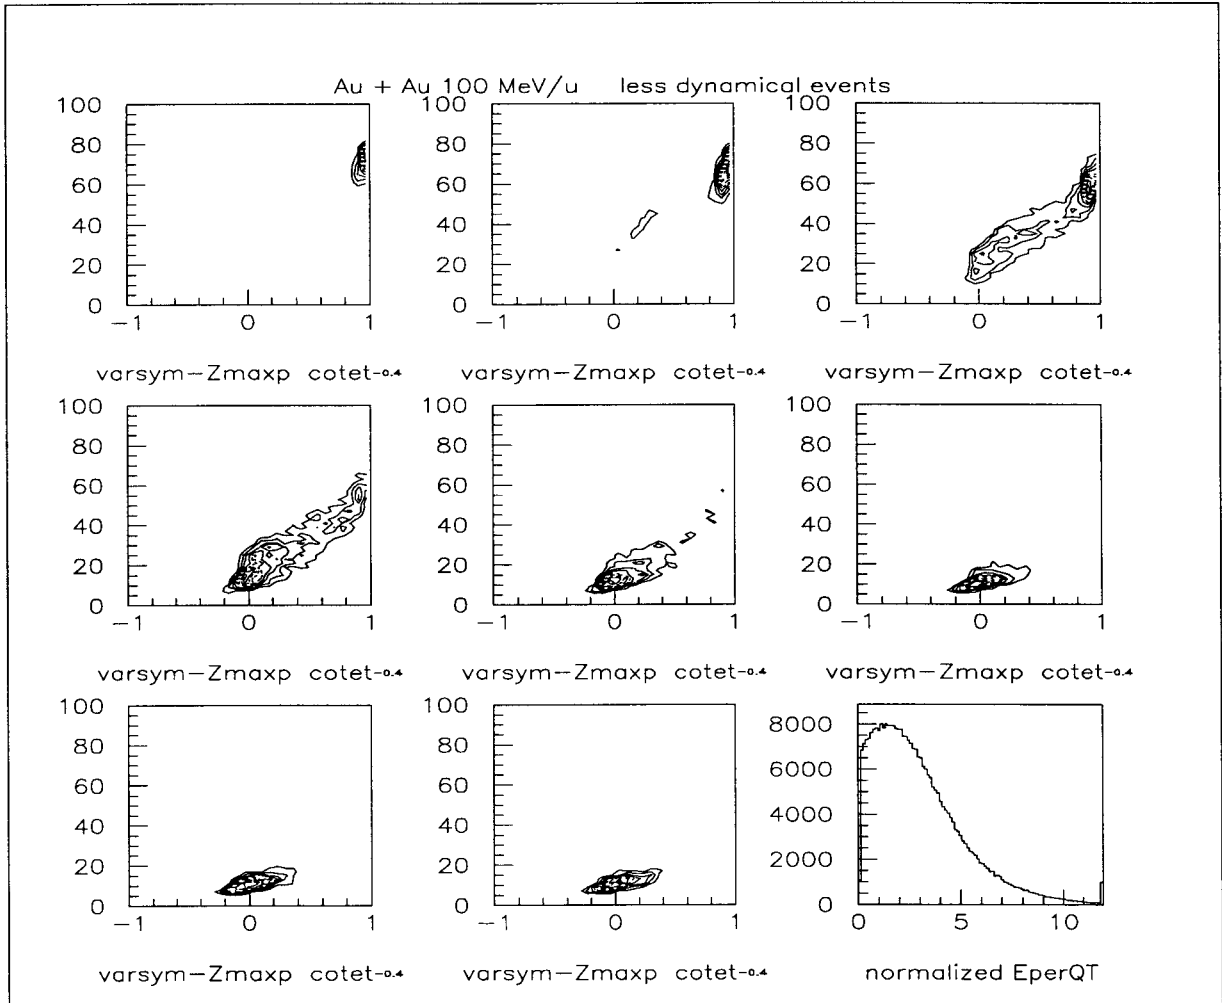 Au + Au 100 MeV/u less dynamical events
100 100 100
80 80 80
60 60 60
40 40 40
20 20 20
0 0 0
−1 0 1 −1 0 1 −1 0 1
varsym−Zmaxp cotet-0.4 varsym−Zmaxp cotet-0.4 varsym−Zmaxp cotet-0.4
100 100 100
80 80 80
60 60 60
40 40 40
20 20 20
0 0 0
−1 0 1 −1 0 1 −1 0 1
varsym−Zmaxp cotet-0.4 varsym−Zmaxp cotet-0.4 varsym−Zmaxp cotet-0.4
100 100
80 80 8000
60 60 6000
40 40 4000
20 20 2000
0 0 0
−1 0 1 −1 0 1 0 5 10
varsym−Zmaxp cotet-0.4 varsym−Zmaxp cotet-0.4 normalized EperQT